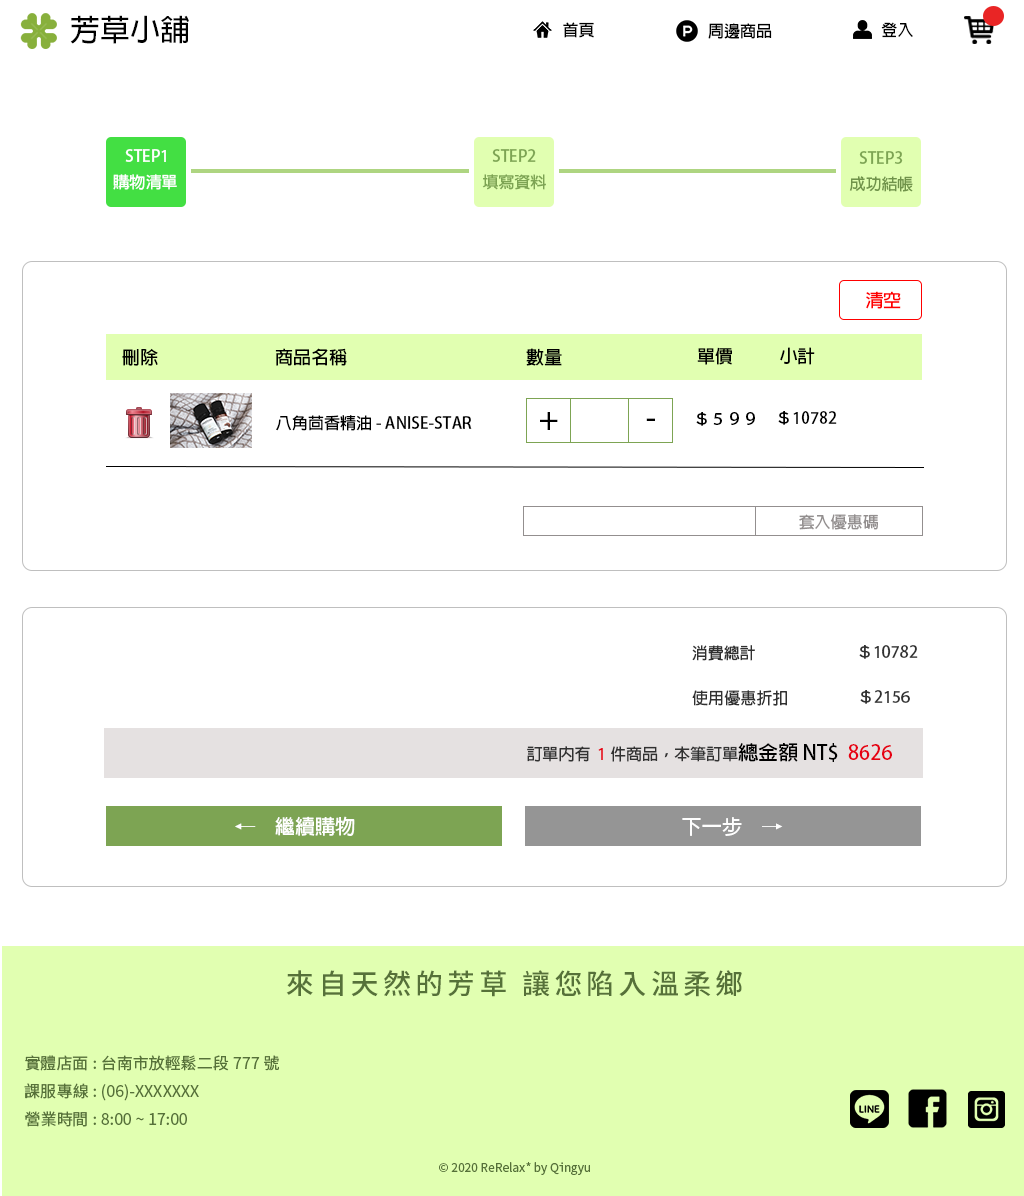 芳草小舖
首頁
周邊商品
登入
STEP1
購物清單
STEP2
填寫資料
STEP3
成功結帳
清空
刪除 商品名稱 數量 單價 小計
八角茴香精油 - ANISE-STAR + - $599 $10782
套入優惠碼
消費總計 $10782
使用優惠折扣 $2156
訂單内有 1 件商品，本筆訂單總金額 NT$ 8626
← 繼續購物
下一步 →
來自天然的芳草 讓您陷入溫柔鄉
實體店面 : 台南市放輕鬆二段 777 號
課服專線 : (06)-XXXXXXX
營業時間 : 8:00 ~ 17:00
LINE
© 2020 ReRelax* by Qingyu